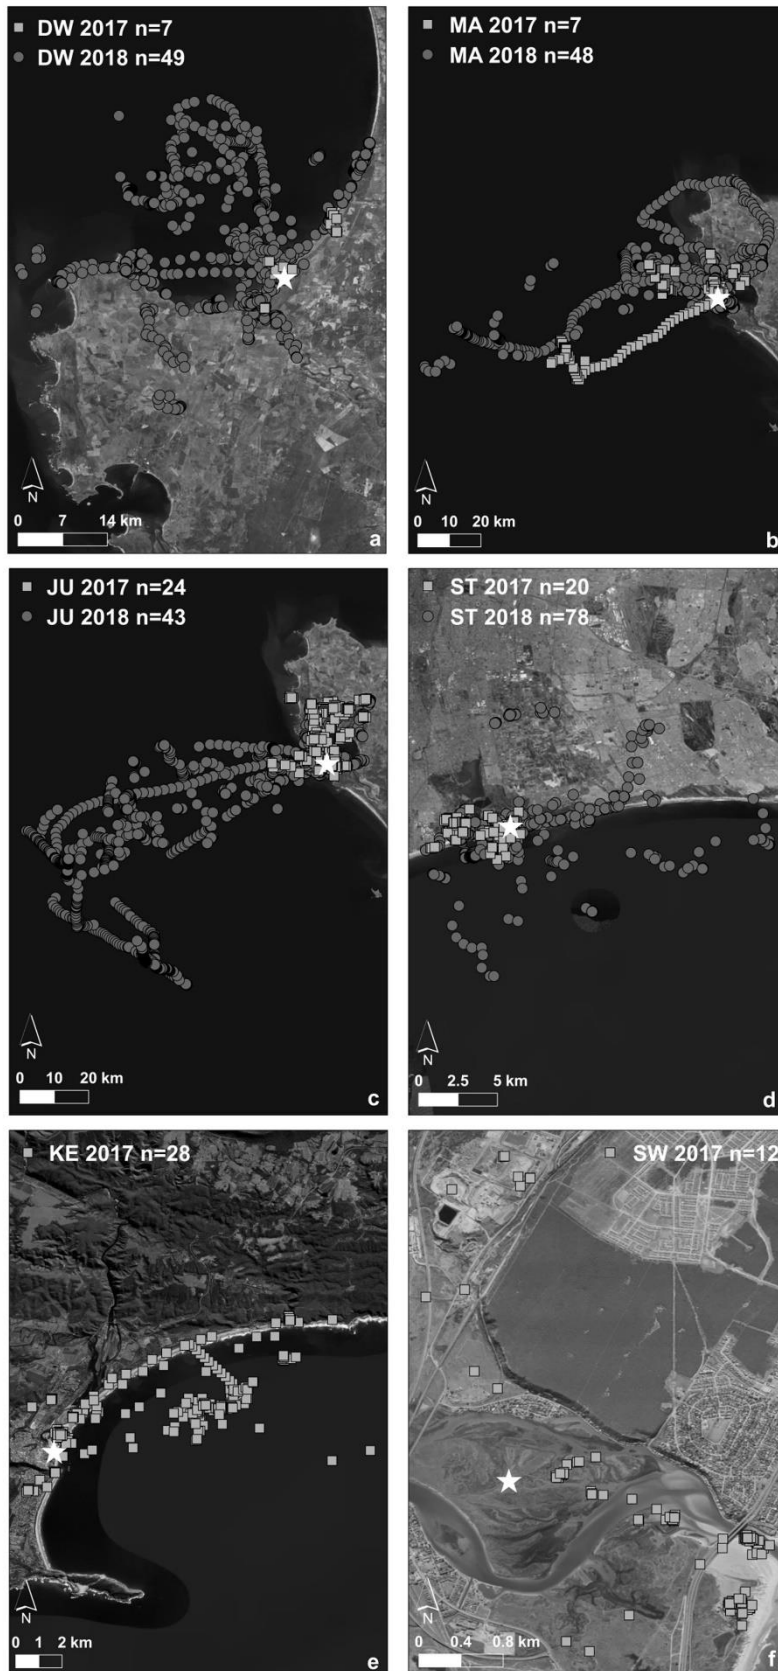 DW 2017 n=7
DW 2018 n=49
N
0 7 14 km
a
MA 2017 n=7
MA 2018 n=48
N
0 10 20 km
b
JU 2017 n=24
JU 2018 n=43
N
0 10 20 km
c
ST 2017 n=20
ST 2018 n=78
N
0 2.5 5 km
d
KE 2017 n=28
N
0 1 2 km
e
SW 2017 n=12
N
0 0.4 0.8 km
f